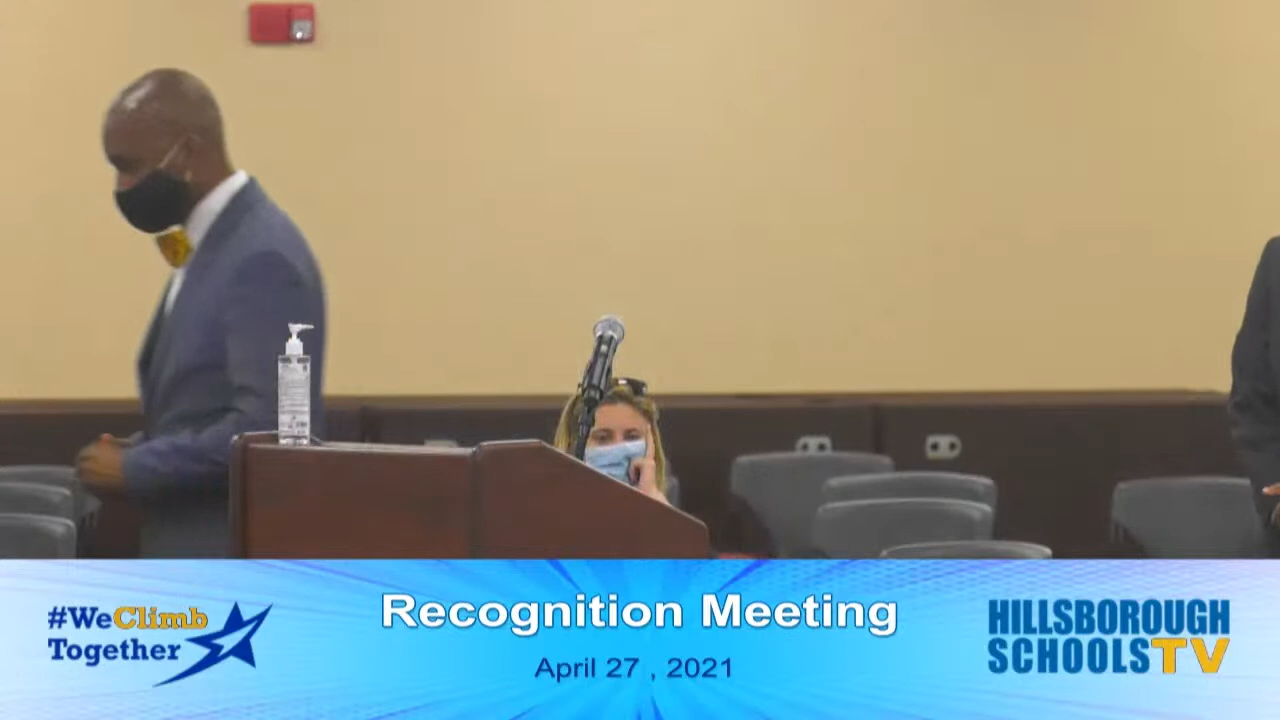 #WeClimb
Together
Recognition Meeting
April 27 , 2021
HILLSBOROUGH
SCHOOLSTV